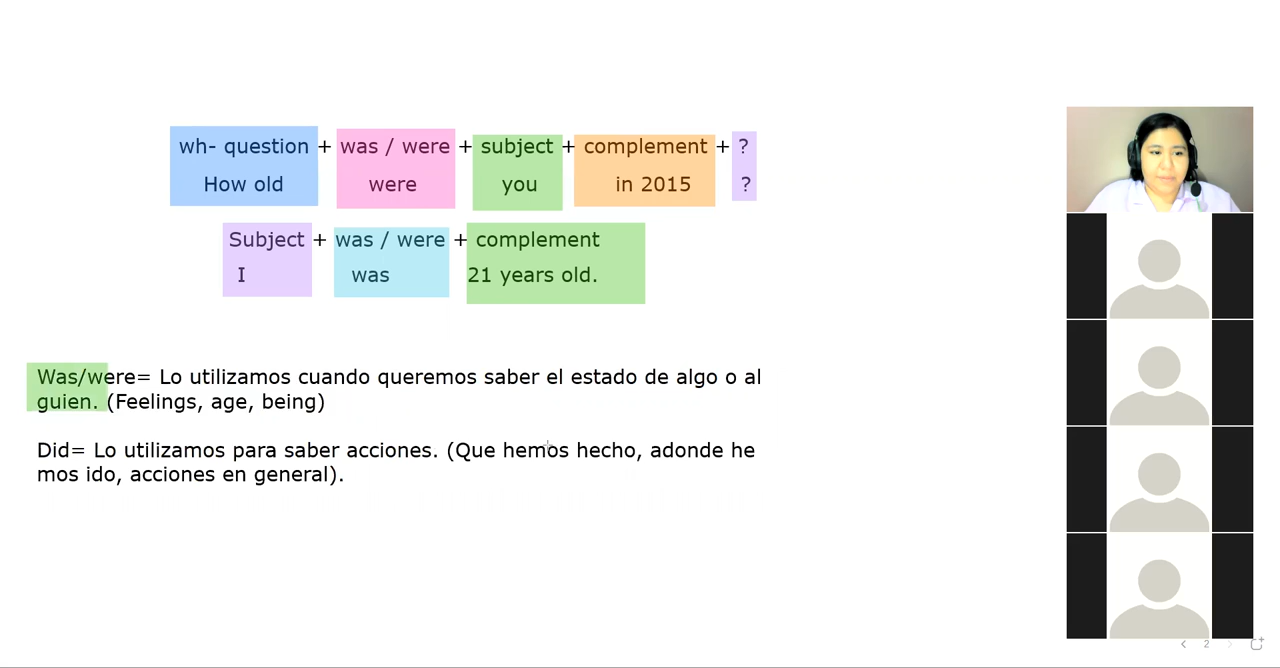 wh- question + was / were + subject + complement + ?
How old were you in 2015 ?
Subject + was / were + complement
I was 21 years old.
Was/were= Lo utilizamos cuando queremos saber el estado de algo o al
guien. (Feelings, age, being)
Did= Lo utilizamos para saber acciones. (Que hemos hecho, adonde he
mos ido, acciones en general).
2